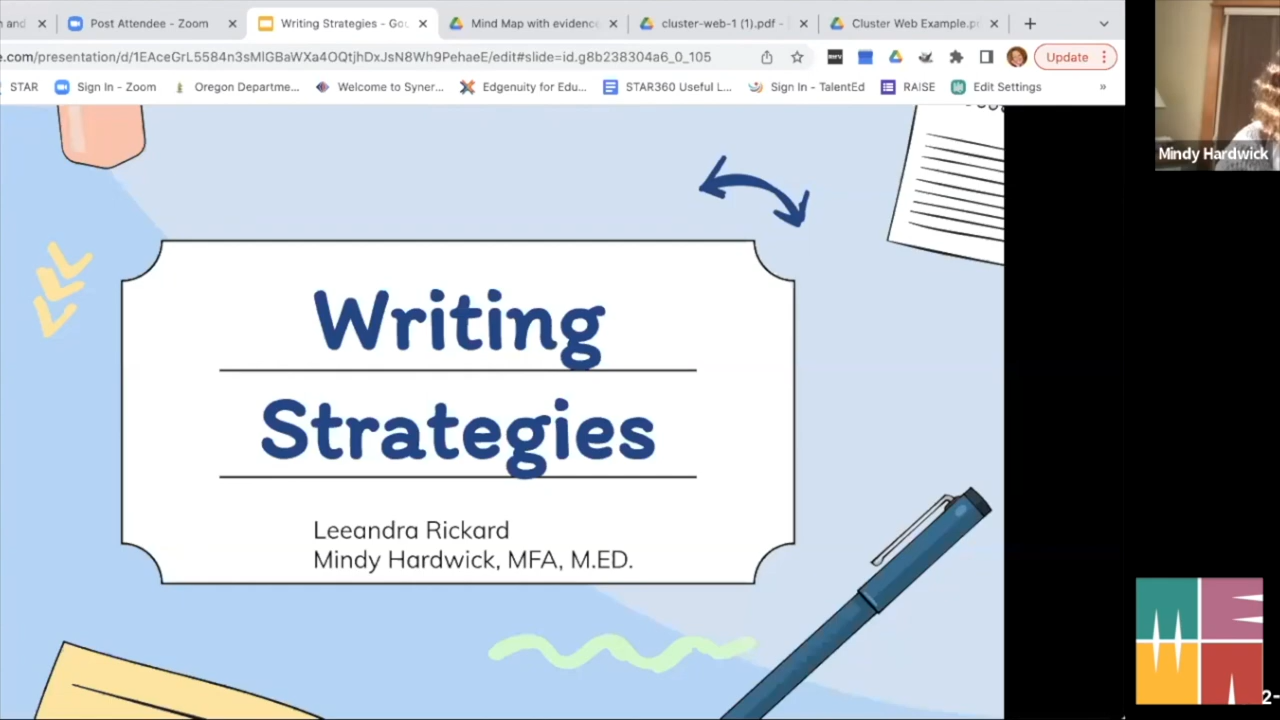 and
Post Attendee - Zoom
Writing Strategies - Go
Mind Map with evidence
cluster-web-1 (1).pdf -
Cluster Web Example.p
e.com/presentation/d/1EAceGrL5584n3sMlGBaWXa4OQtjhDxJsN8Wh9PehaeE/edit#slide=id.g8b238304a6_0_105
Update
STAR
Sign In - Zoom
Oregon Departme...
Welcome to Syner...
Edgenuity for Edu...
STAR360 Useful L...
Sign In - TalentEd
RAISE
Edit Settings
»
Mindy Hardwick
Writing
Strategies
Leeandra Rickard
Mindy Hardwick, MFA, M.ED.
2-